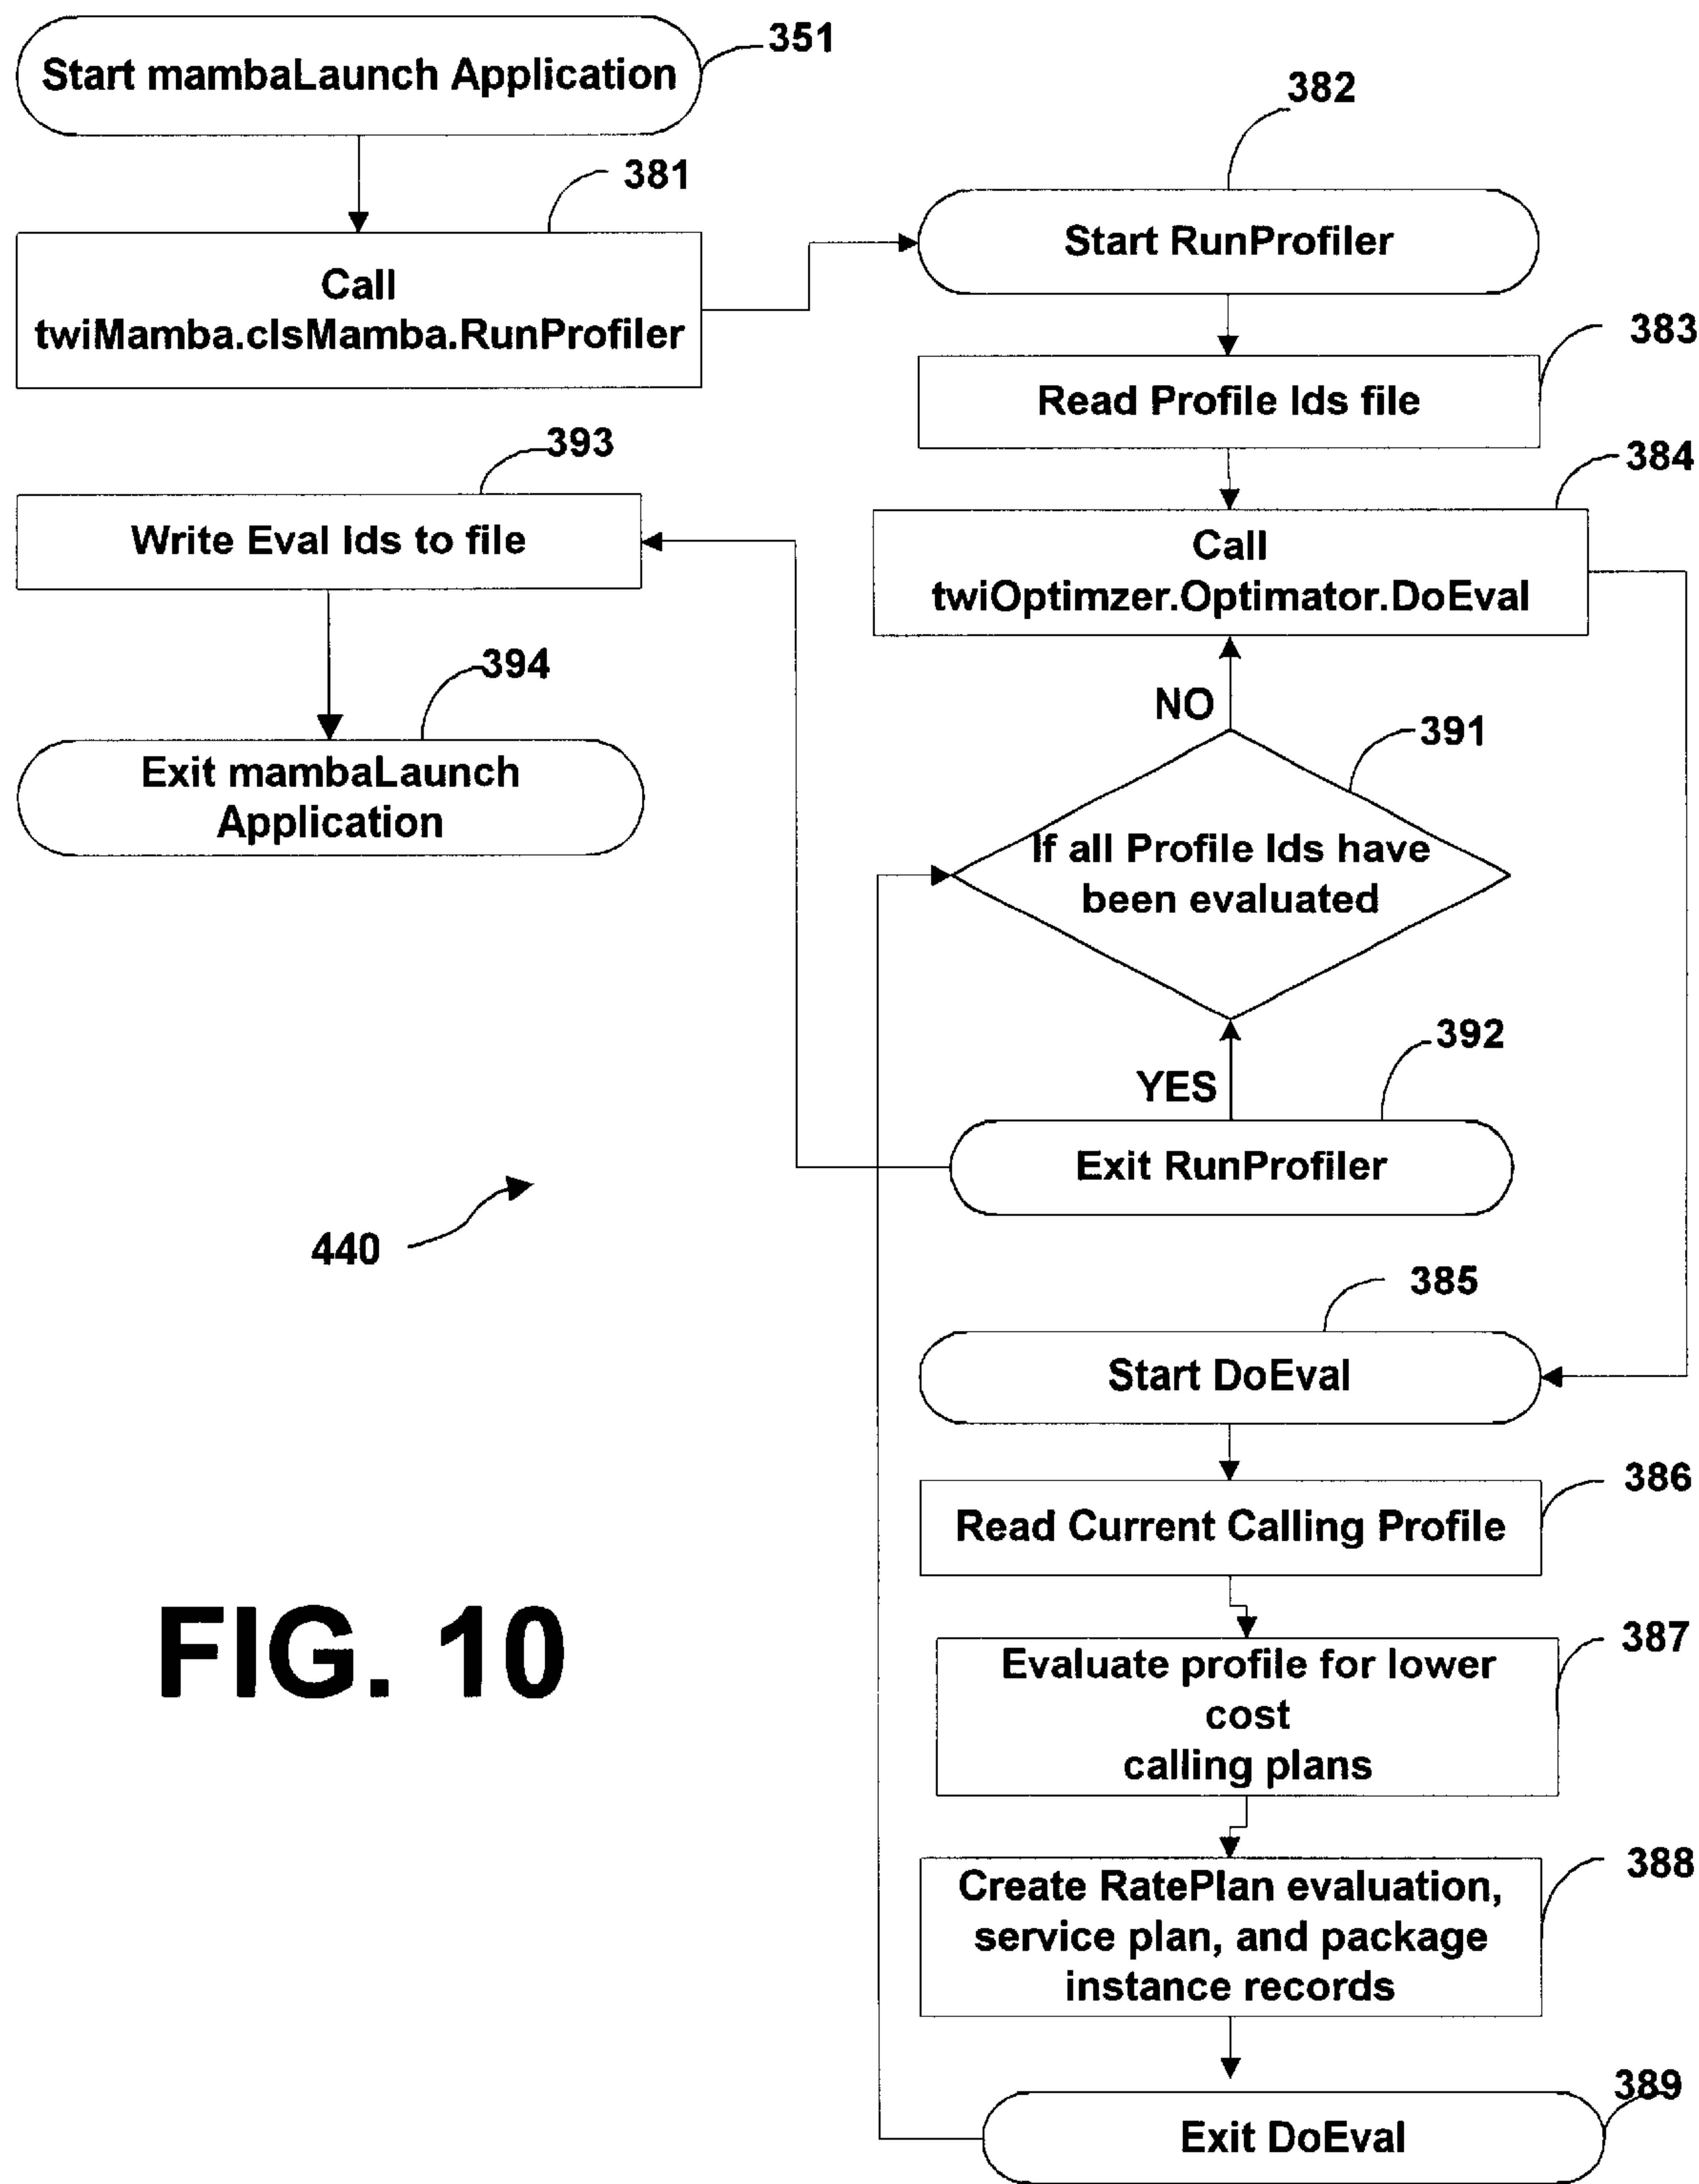 Start mambaLaunch Application
351
381
Call
twiMamba.clsMamba.RunProfiler
393
Write Eval Ids to file
394
Exit mambaLaunch
Application
382
Start RunProfiler
383
Read Profile Ids file
384
Call
twiOptimzer.Optimator.DoEval
NO
391
If all Profile Ids have
been evaluated
392
YES
Exit RunProfiler
440
385
Start DoEval
386
Read Current Calling Profile
387
Evaluate profile for lower
cost
calling plans
388
Create RatePlan evaluation,
service plan, and package
instance records
389
Exit DoEval
FIG. 10